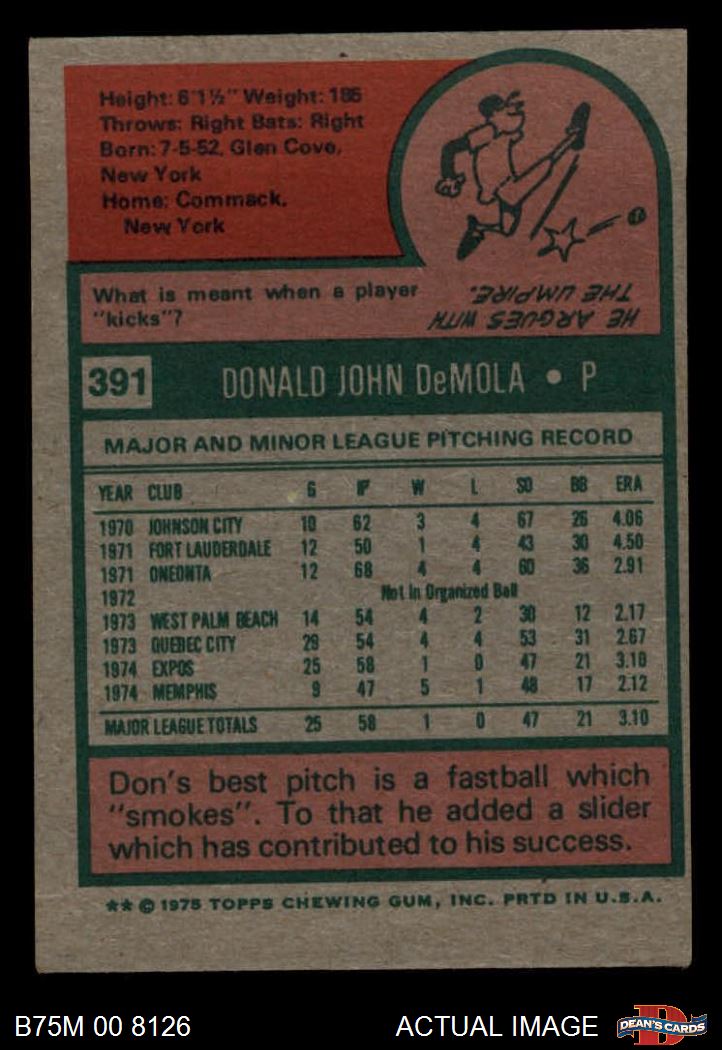 Height: 6'1½" Weight: 185
Throws: Right Bats: Right
Born: 7-5-52, Glen Cove,
New York
Home: Commack,
New York
What is meant when a player
"kicks"?
HE ARGUES WITH
THE UMPIRE.
391
DONALD JOHN DeMOLA • P
MAJOR AND MINOR LEAGUE PITCHING RECORD
YEAR CLUB G IP W L SO BB ERA
1970 JOHNSON CITY 10 62 3 4 67 26 4.06
1971 FORT LAUDERDALE 12 50 1 4 43 30 4.50
1971 ONEONTA 12 68 4 4 60 36 2.91
1972 Not in Organized Ball
1973 WEST PALM BEACH 14 54 4 2 30 12 2.17
1973 QUEBEC CITY 29 54 4 4 53 31 2.67
1974 EXPOS 25 58 1 0 47 21 3.10
1974 MEMPHIS 9 47 5 1 48 17 2.12
MAJOR LEAGUE TOTALS 25 58 1 0 47 21 3.10
Don's best pitch is a fastball which
"smokes". To that he added a slider
which has contributed to his success.
** © 1975 TOPPS CHEWING GUM, INC. PRTD IN U.S.A.
B75M 00 8126
ACTUAL IMAGE
DEAN'S CARDS